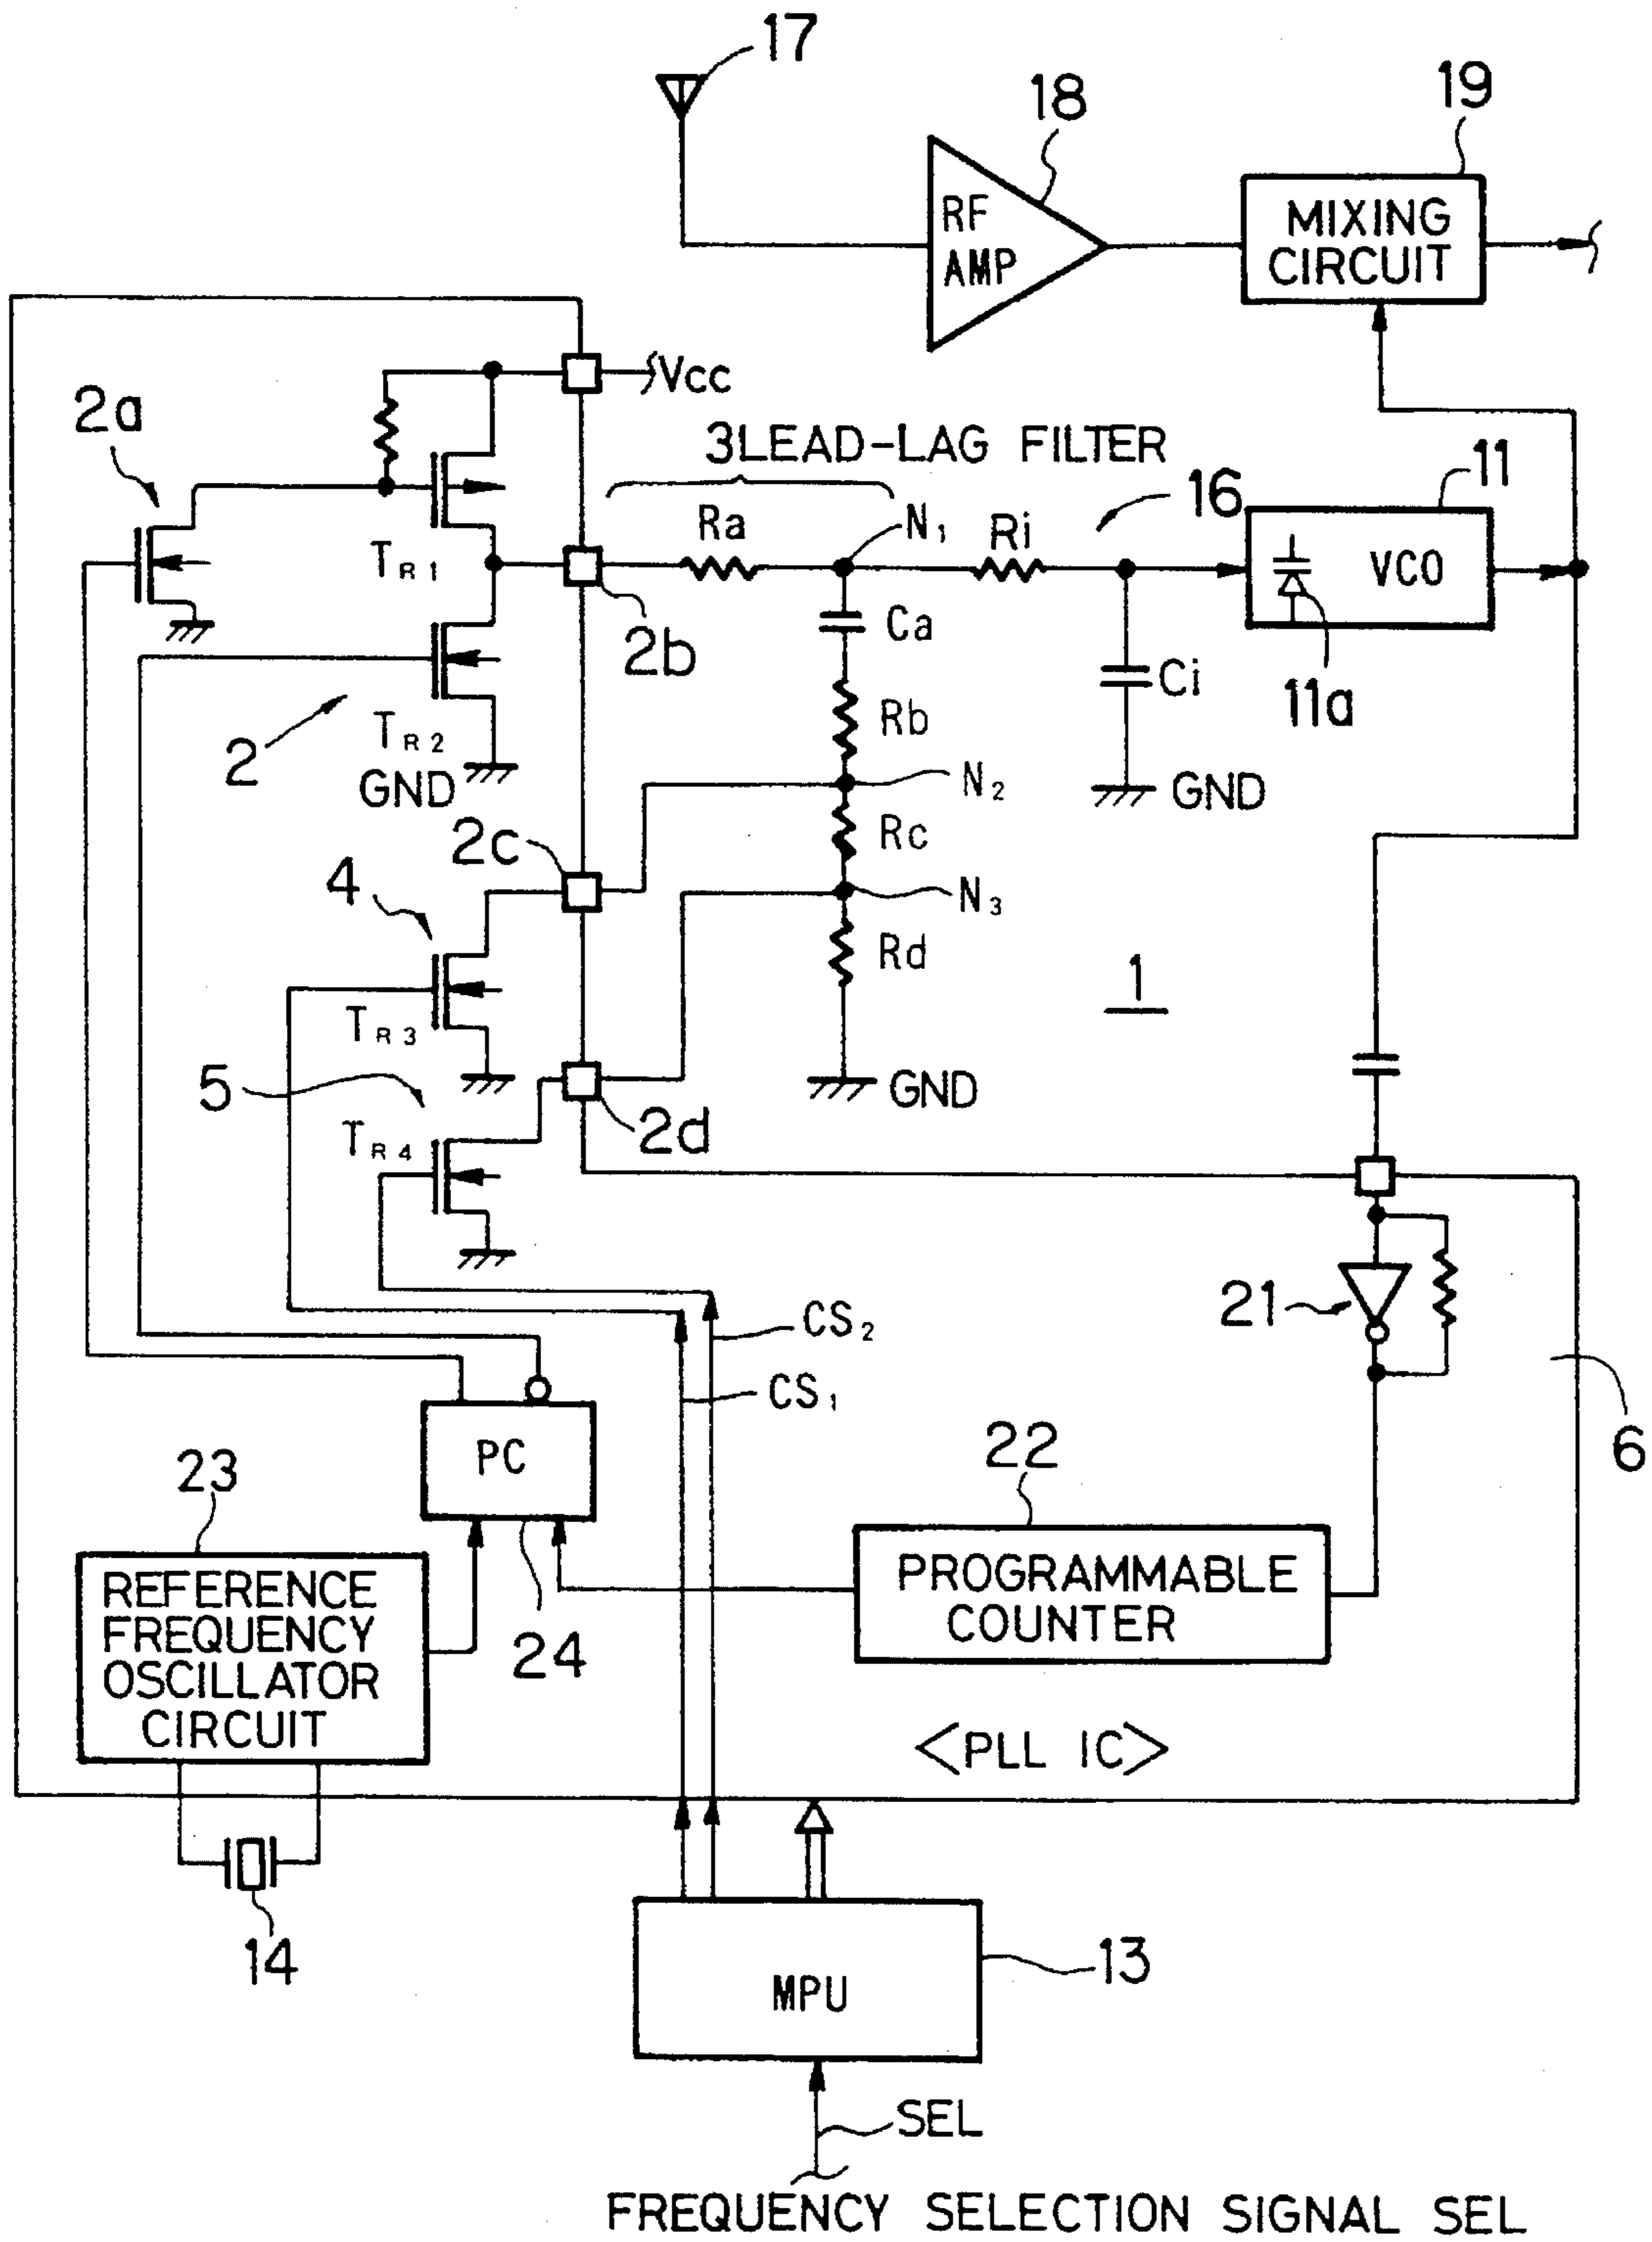 17
18
19
RF
AMP
MIXING
CIRCUIT
Vcc
2a
3LEAD-LAG FILTER
11
16
Ra
N1
Ri
TR1
VCO
2b
Ca
Ci
11a
Rb
2
TR2
GND
N2
GND
2c
Rc
4
N3
Rd
1
TR3
5
GND
2d
TR4
21
CS2
CS1
6
PC
22
23
PROGRAMMABLE
COUNTER
REFERENCE
FREQUENCY
OSCILLATOR
CIRCUIT
24
<PLL IC>
14
13
MPU
SEL
FREQUENCY SELECTION SIGNAL SEL